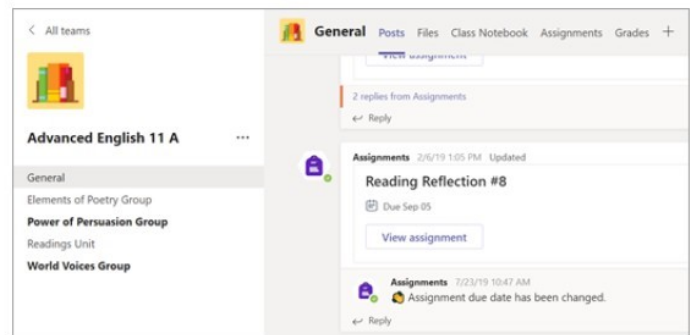 All teams
Advanced English 11 A
General
Elements of Poetry Group
Power of Persuasion Group
Readings Unit
World Voices Group
General Posts Files Class Notebook Assignments Grades +
View assignment
2 replies from Assignments
Reply
Assignments 2/6/19 1:05 PM Updated
Reading Reflection #8
Due Sep 05
View assignment
Assignments 7/23/19 10:47 AM
Assignment due date has been changed.
Reply